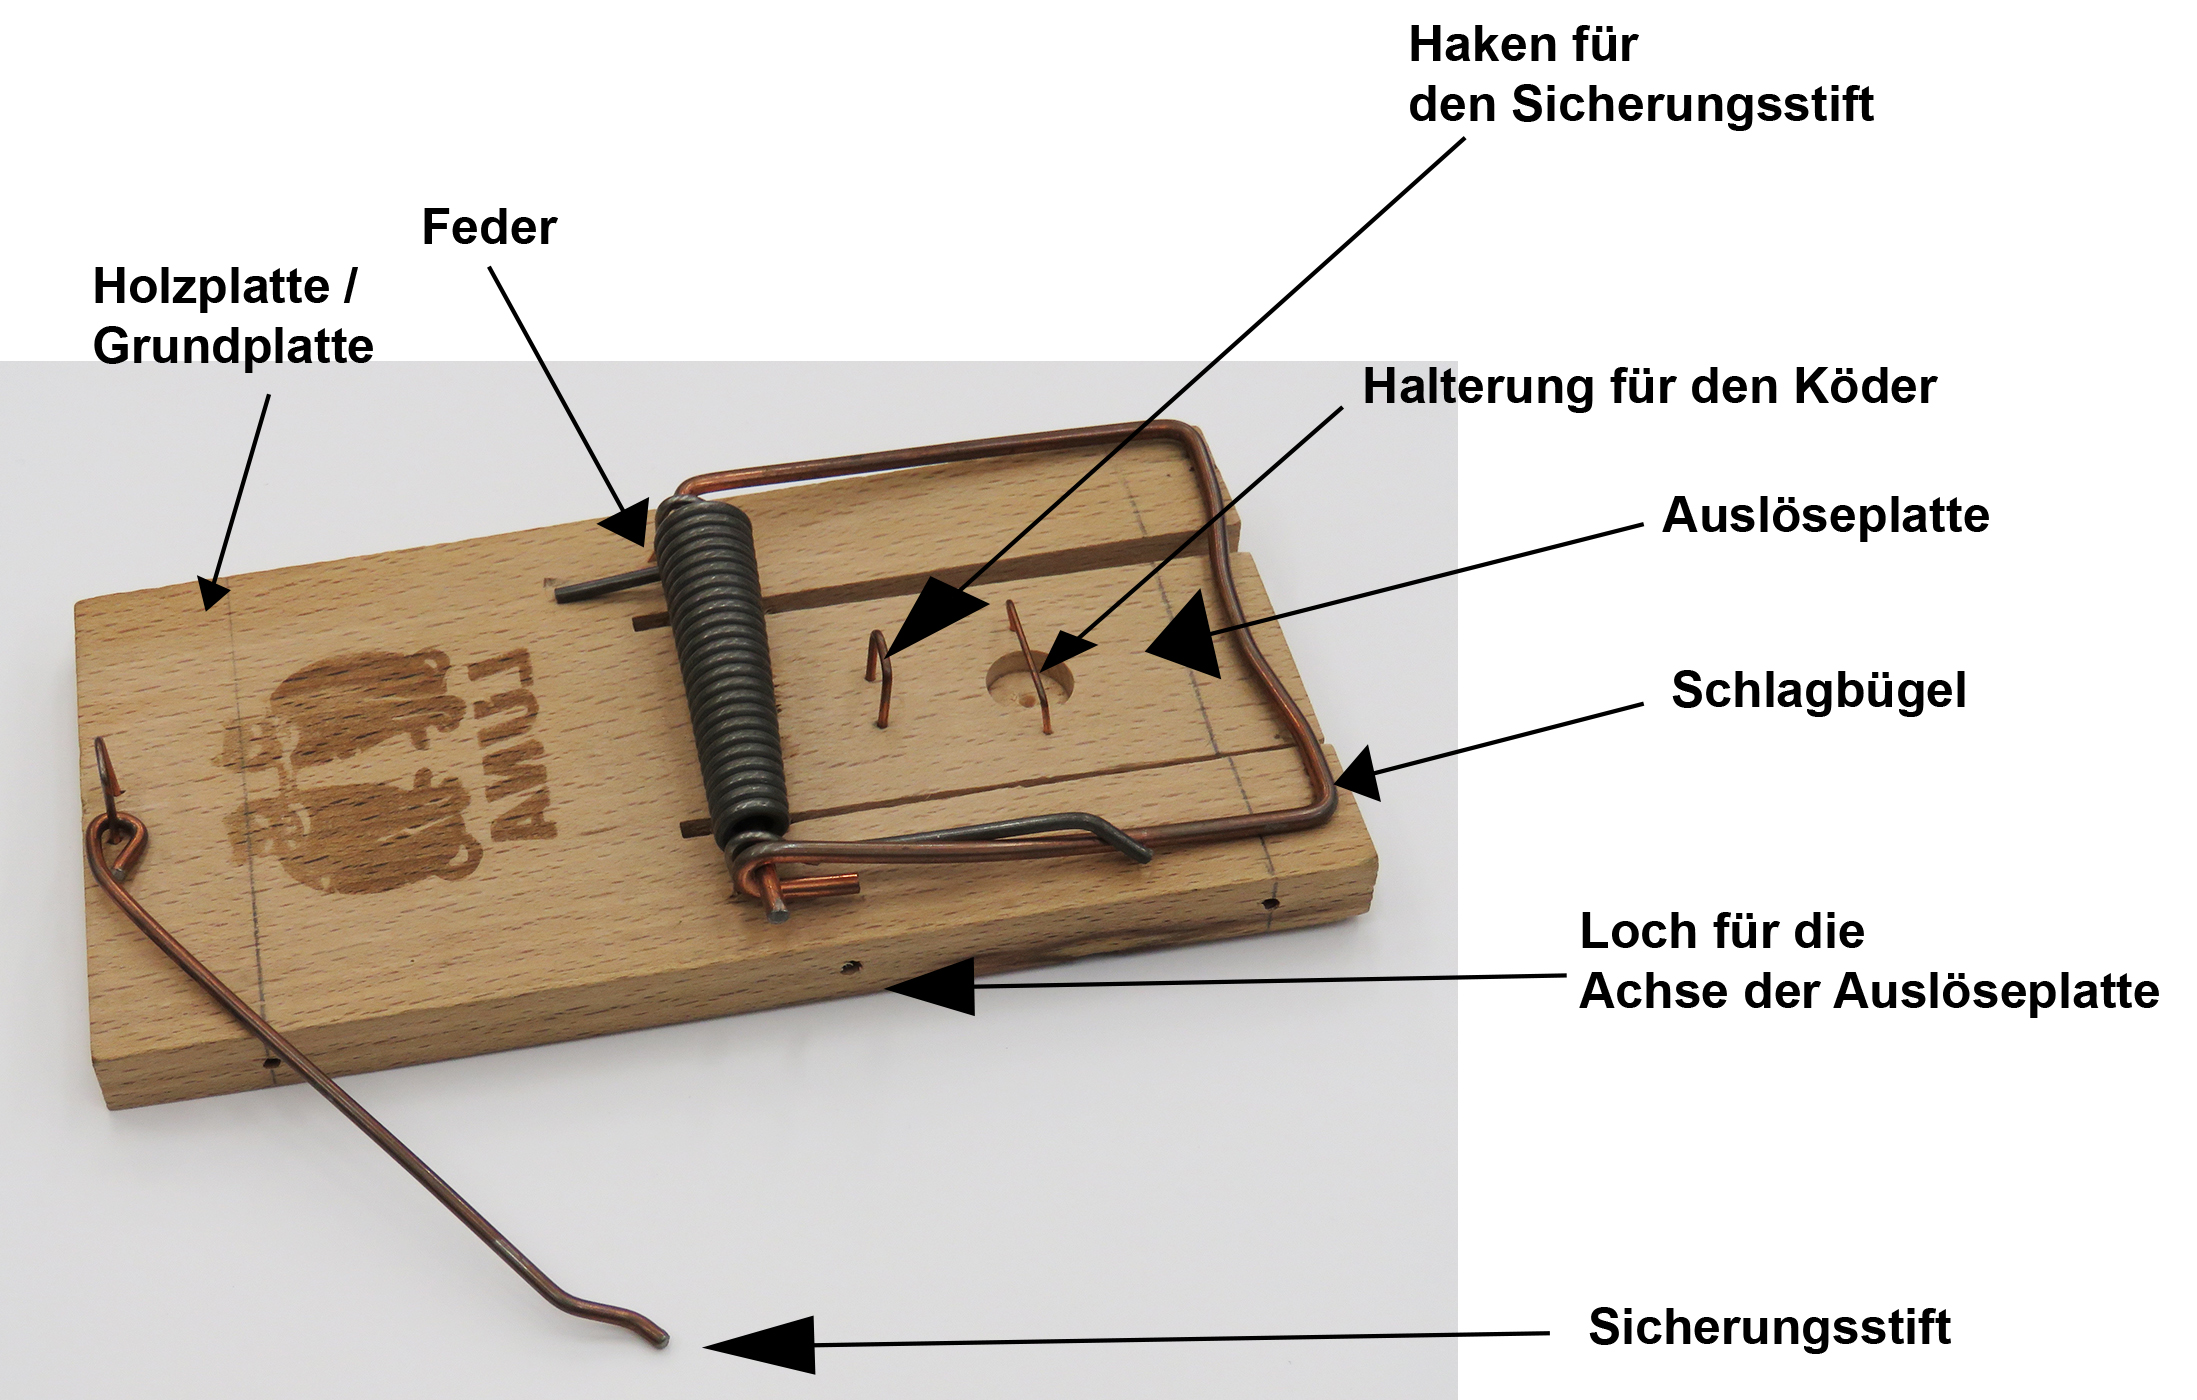 Haken für
den Sicherungsstift
Feder
Holzplatte /
Grundplatte
Halterung für den Köder
Auslöseplatte
Schlagbügel
LUWA
Loch für die
Achse der Auslöseplatte
Sicherungsstift